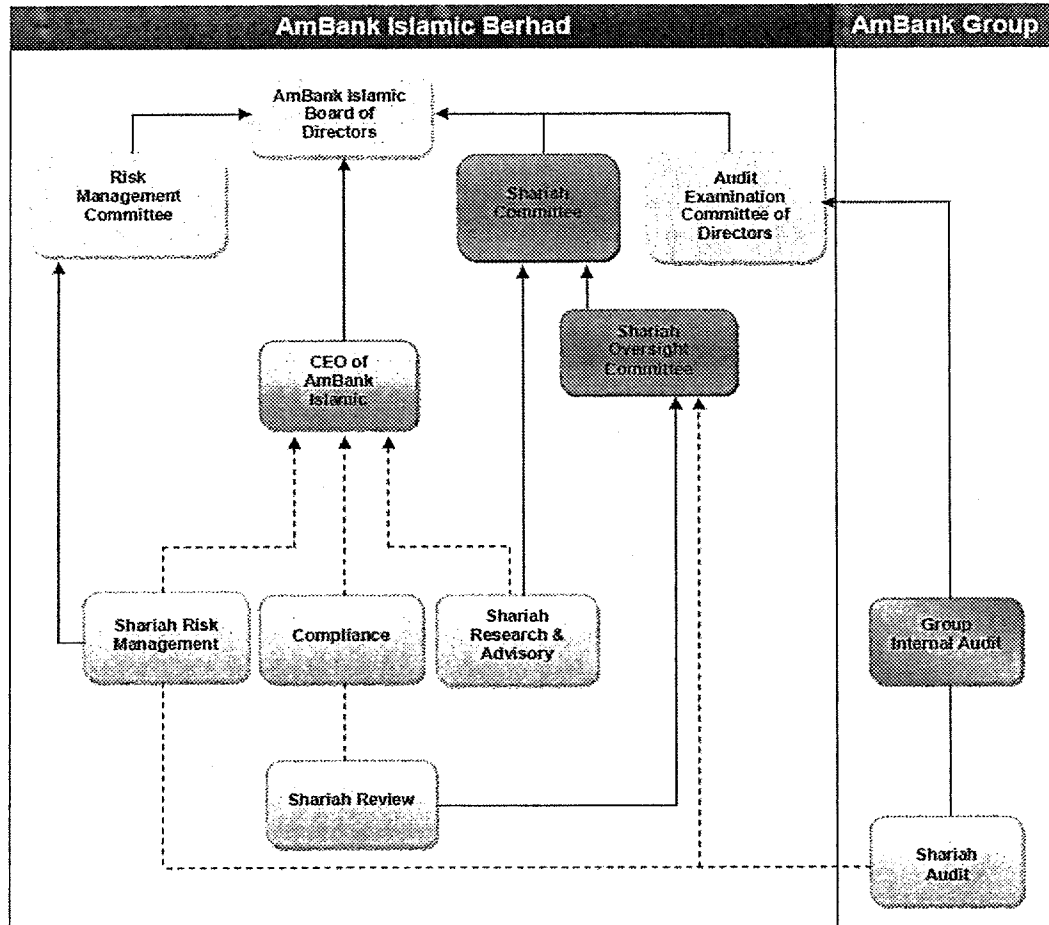 AmBank Islamic Berhad
AmBank Group
AmBank Islamic
Board of
Directors
Risk
Management
Committee
Shariah
Committee
Audit
Examination
Committee of
Directors
CEO of
AmBank
Islamic
Shariah
Oversight
Committee
Shariah Risk
Management
Compliance
Shariah
Research &
Advisory
Group
Internal Audit
Shariah Review
Shariah
Audit